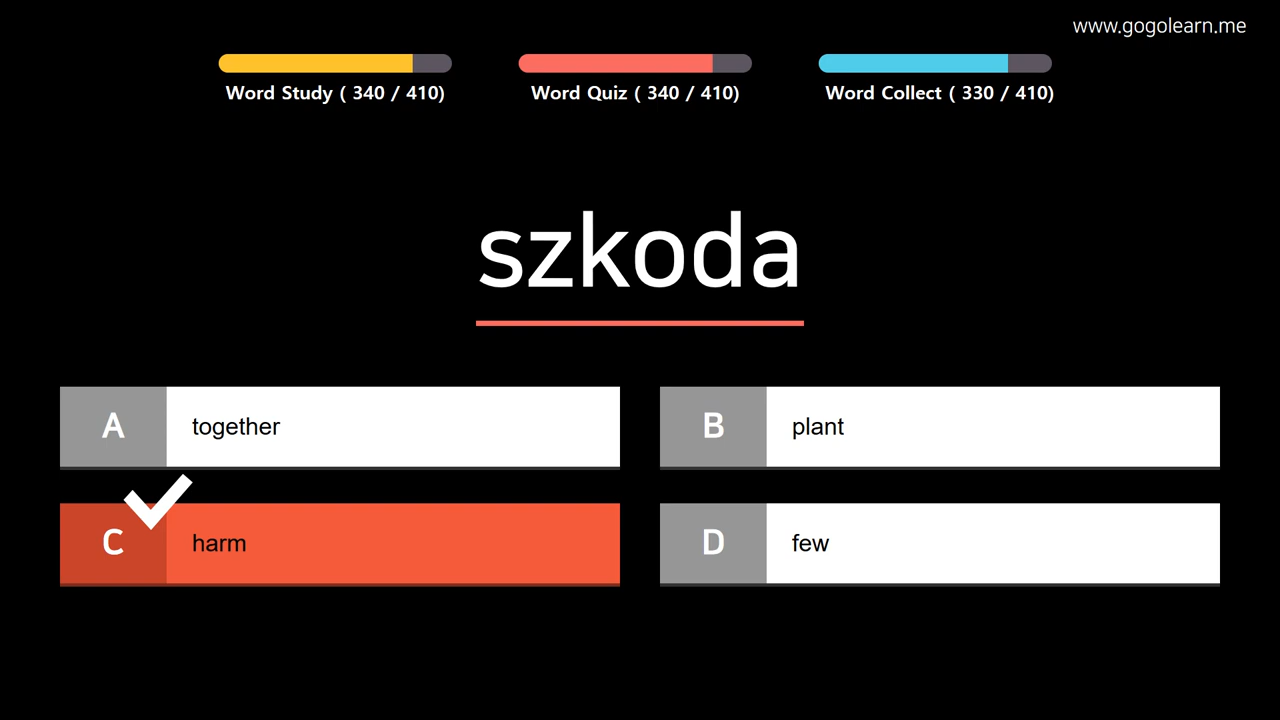 www.gogolearn.me
Word Study ( 340 / 410)
Word Quiz ( 340 / 410)
Word Collect ( 330 / 410)
szkoda
A
together
B
plant
C
harm
D
few